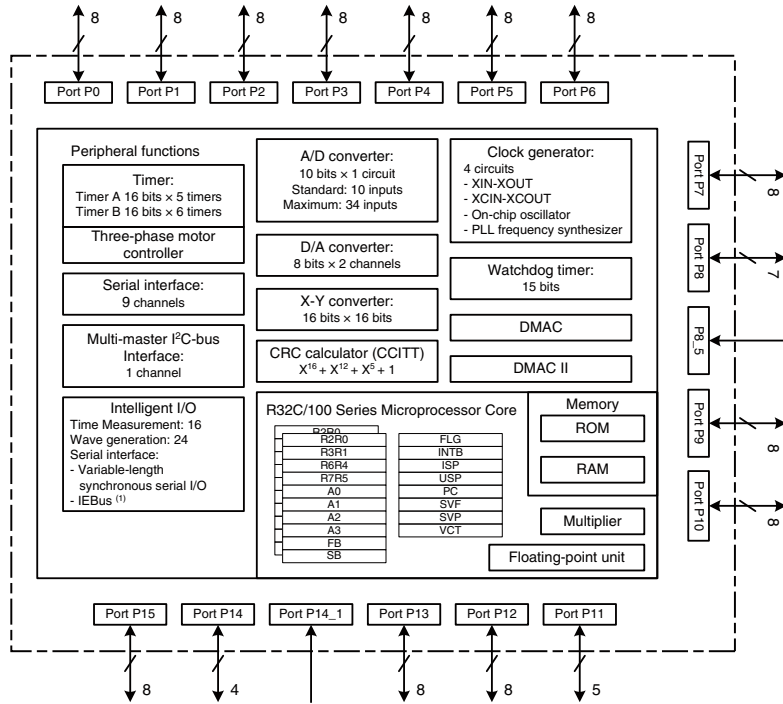 8 8 8 8 8 8 8
Port P0 Port P1 Port P2 Port P3 Port P4 Port P5 Port P6
Peripheral functions
Timer:
Timer A 16 bits × 5 timers
Timer B 16 bits × 6 timers
Three-phase motor
controller
Serial interface:
9 channels
Multi-master I²C-bus
Interface:
1 channel
Intelligent I/O
Time Measurement: 16
Wave generation: 24
Serial interface:
- Variable-length
synchronous serial I/O
- IEBus (1)
A/D converter:
10 bits × 1 circuit
Standard: 10 inputs
Maximum: 34 inputs
D/A converter:
8 bits × 2 channels
X-Y converter:
16 bits × 16 bits
CRC calculator (CCITT)
X¹⁶ + X¹² + X⁵ + 1
Clock generator:
4 circuits
- XIN-XOUT
- XCIN-XCOUT
- On-chip oscillator
- PLL frequency synthesizer
Watchdog timer:
15 bits
DMAC
DMAC II
R32C/100 Series Microprocessor Core
R2R0
R2R0
R3R1
R6R4
R7R5
A0
A1
A2
A3
FB
SB
FLG
INTB
ISP
USP
PC
SVF
SVP
VCT
Memory
ROM
RAM
Multiplier
Floating-point unit
Port P7
8
Port P8
7
P8_5
Port P9
8
Port P10
8
Port P15 Port P14 Port P14_1 Port P13 Port P12 Port P11
8 4 8 8 5